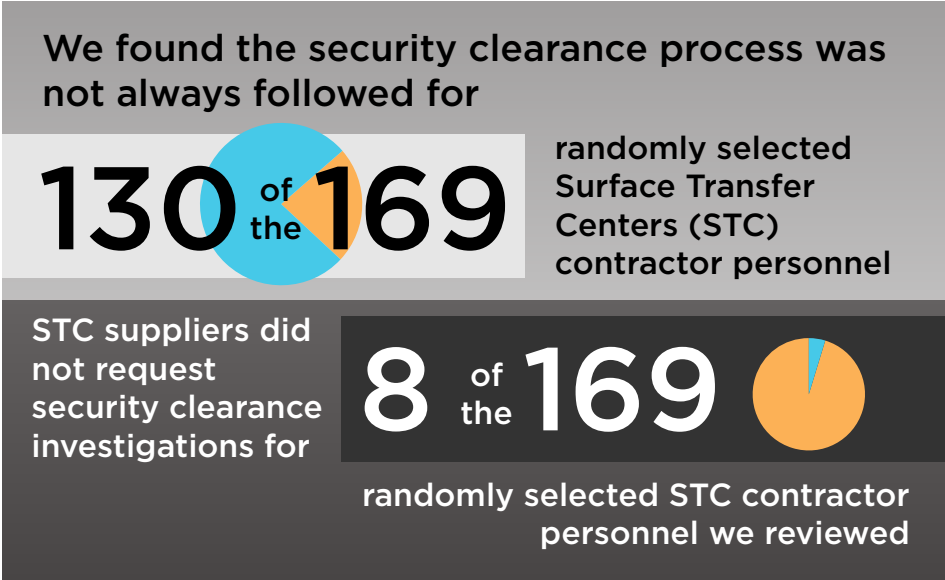 We found the security clearance process was
not always followed for
130 of the 169
randomly selected
Surface Transfer
Centers (STC)
contractor personnel
STC suppliers did
not request
security clearance
investigations for
8 of the 169
randomly selected STC contractor
personnel we reviewed